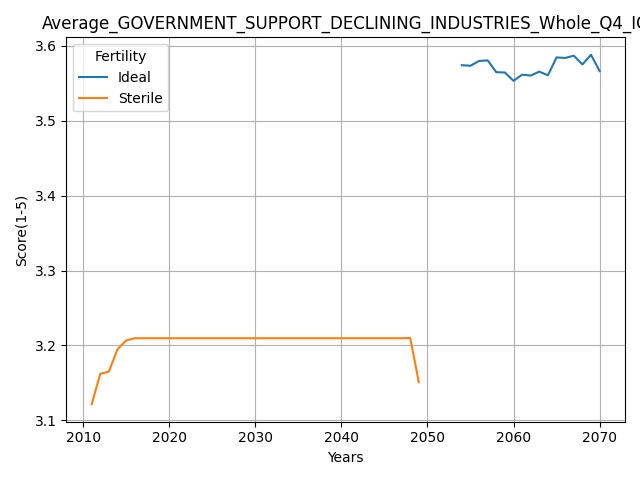 Average_GOVERNMENT_SUPPORT_DECLINING_INDUSTRIES_Whole_Q4_IC
Fertility
Ideal
Sterile
Score(1-5)
3.6
3.5
3.4
3.3
3.2
3.1
2010 2020 2030 2040 2050 2060 2070
Years